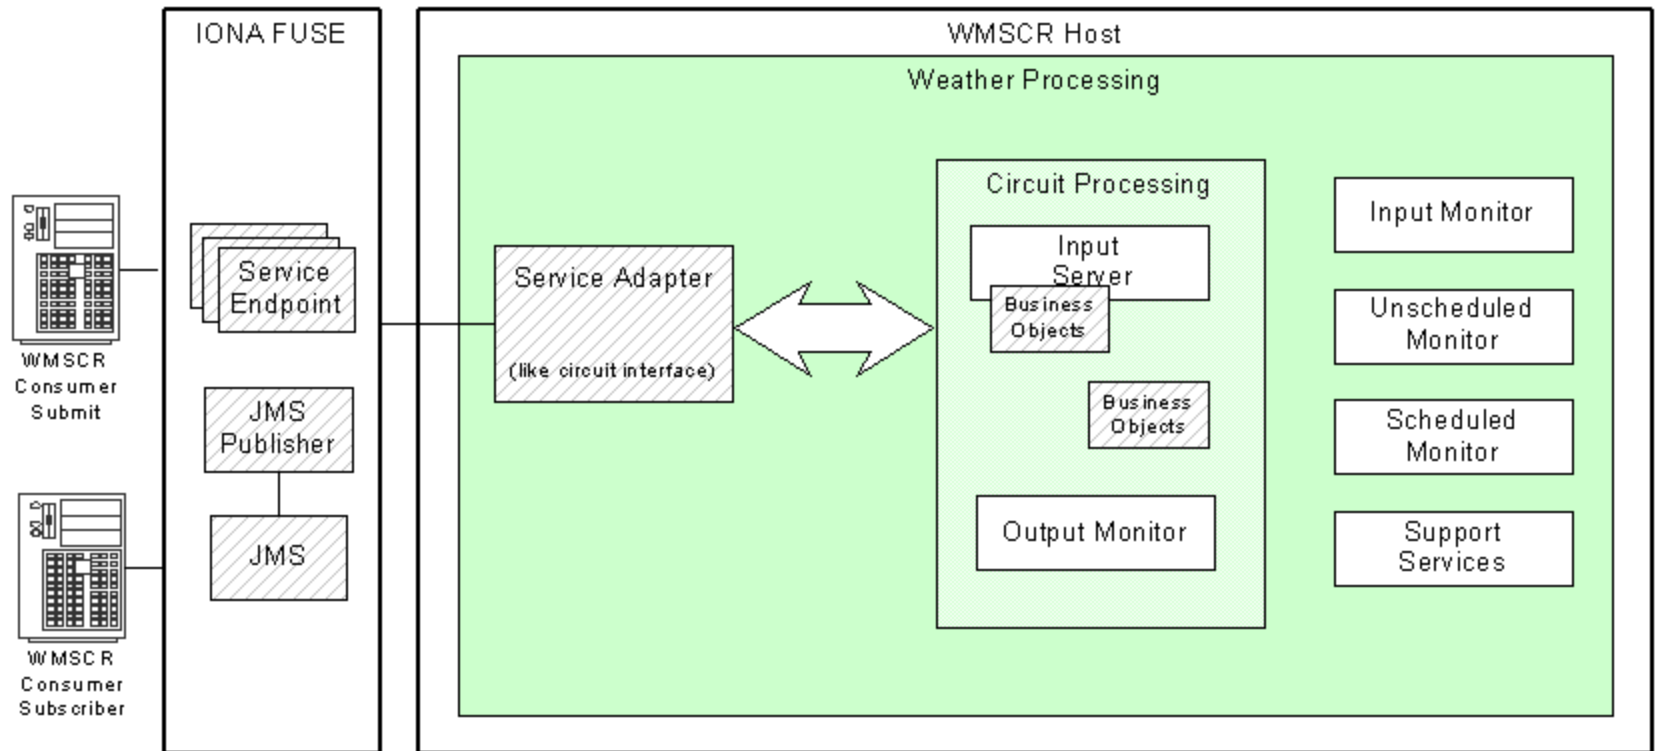 IONA FUSE
WMSCR Host
Weather Processing
Circuit Processing
Input Monitor
Input
Server
Service
Endpoint
Service Adapter
(like circuit interface)
Business
Objects
Unscheduled
Monitor
WMSCR
Consumer
Submit
JMS
Publisher
Business
Objects
Scheduled
Monitor
JMS
Output Monitor
Support
Services
WMSCR
Consumer
Subscriber